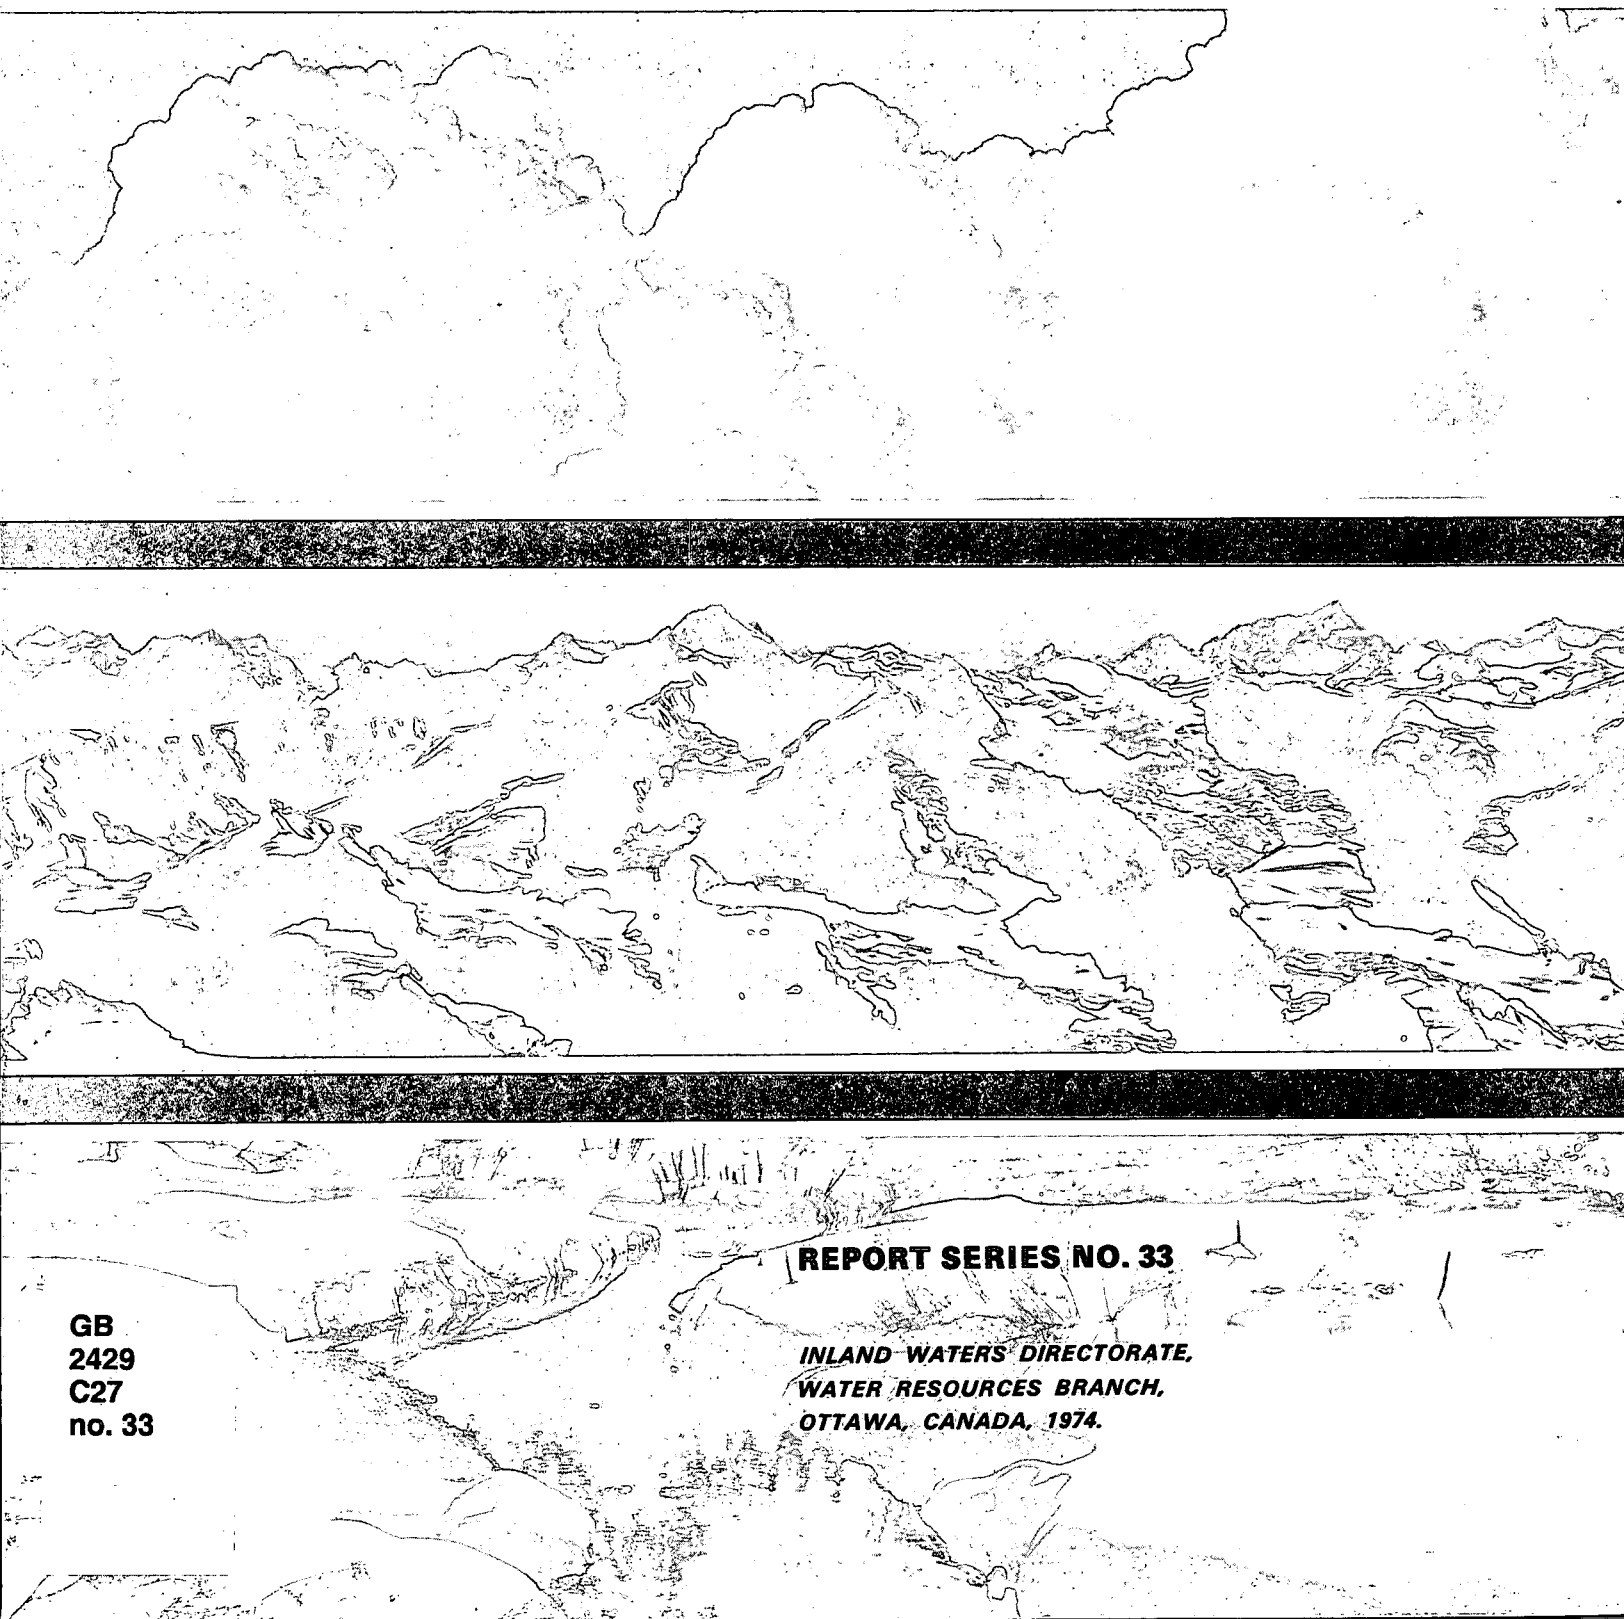 REPORT SERIES NO. 33
GB
2429
C27
no. 33
INLAND WATERS DIRECTORATE,
WATER RESOURCES BRANCH,
OTTAWA, CANADA, 1974.